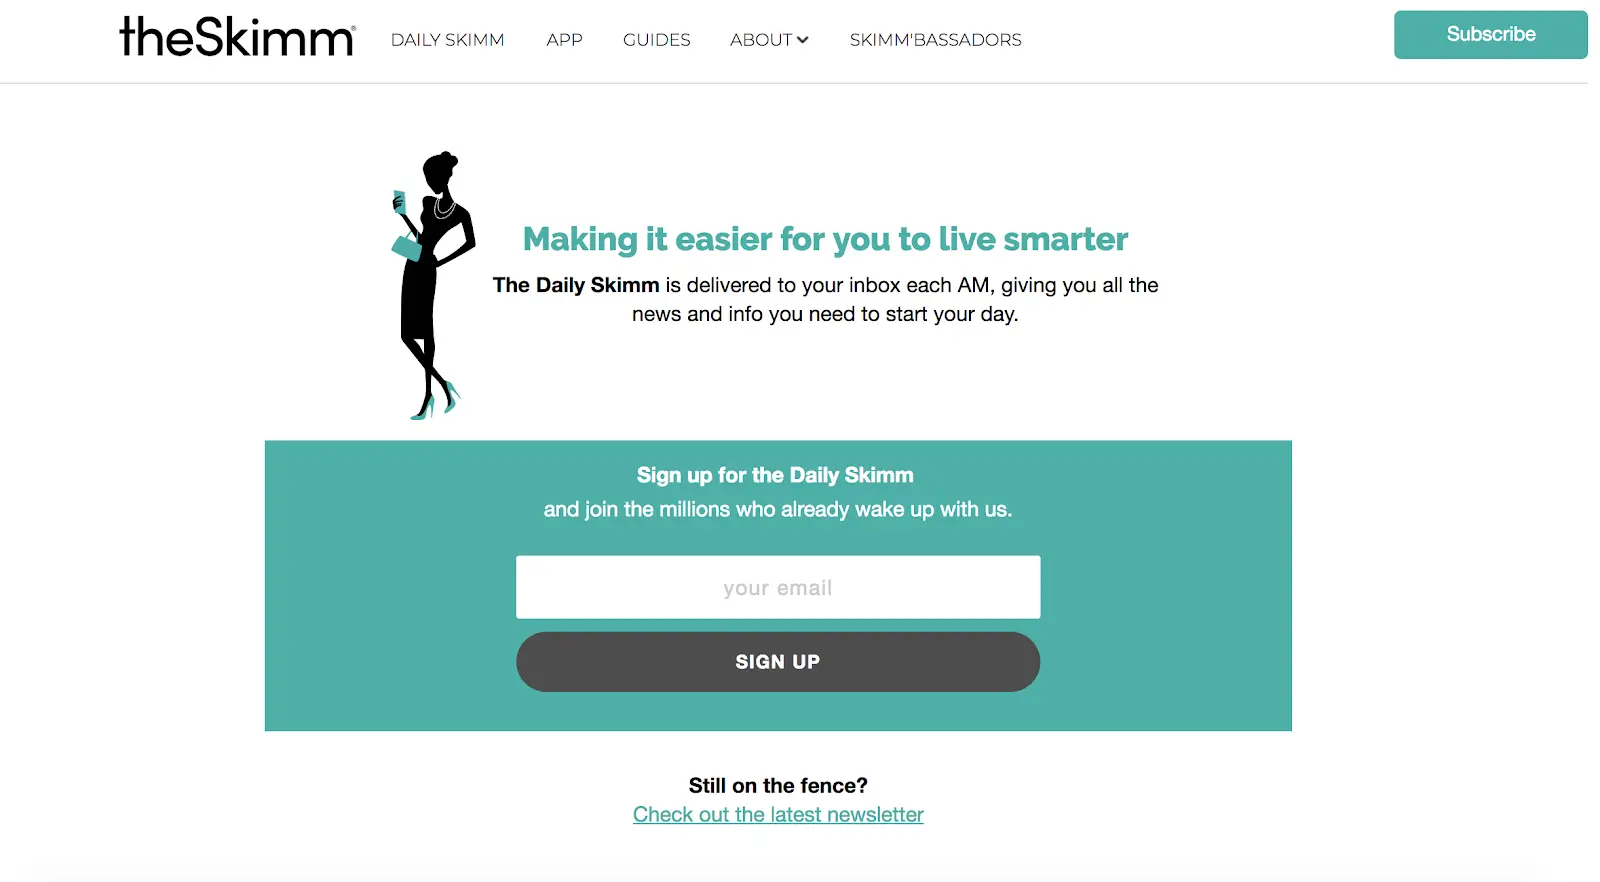 theSkimm®
DAILY SKIMM
APP
GUIDES
ABOUT
SKIMM'BASSADORS
Subscribe
Making it easier for you to live smarter
The Daily Skimm is delivered to your inbox each AM, giving you all the
news and info you need to start your day.
Sign up for the Daily Skimm
and join the millions who already wake up with us.
your email
SIGN UP
Still on the fence?
Check out the latest newsletter